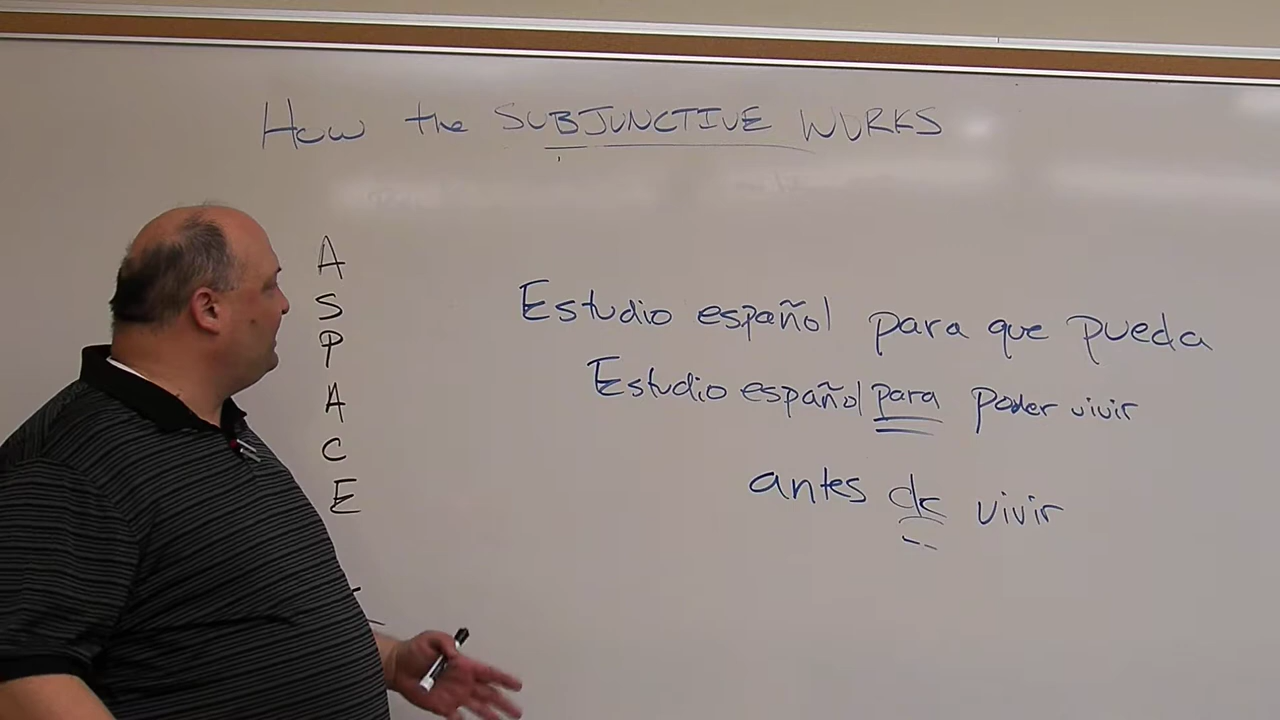 How the SUBJUNCTIVE WORKS
A
S
P
A
C
E
Estudio español para que pueda
Estudio español para poder vivir
antes de vivir